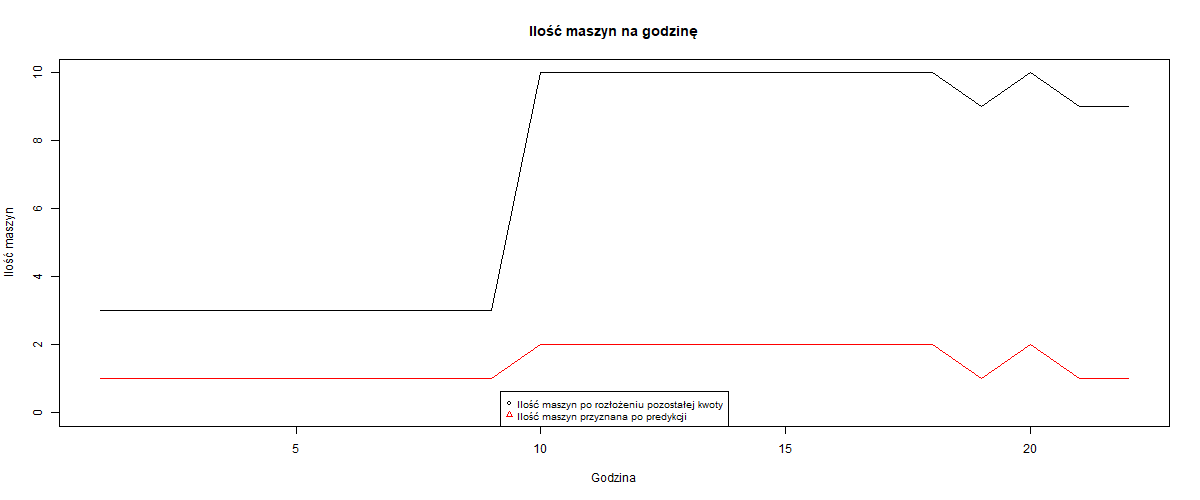 Ilość maszyn na godzinę
Ilość maszyn
10
8
6
4
2
0
Ilość maszyn po rozłożeniu pozostałej kwoty
Ilość maszyn przyznana po predykcji
5 10 15 20
Godzina